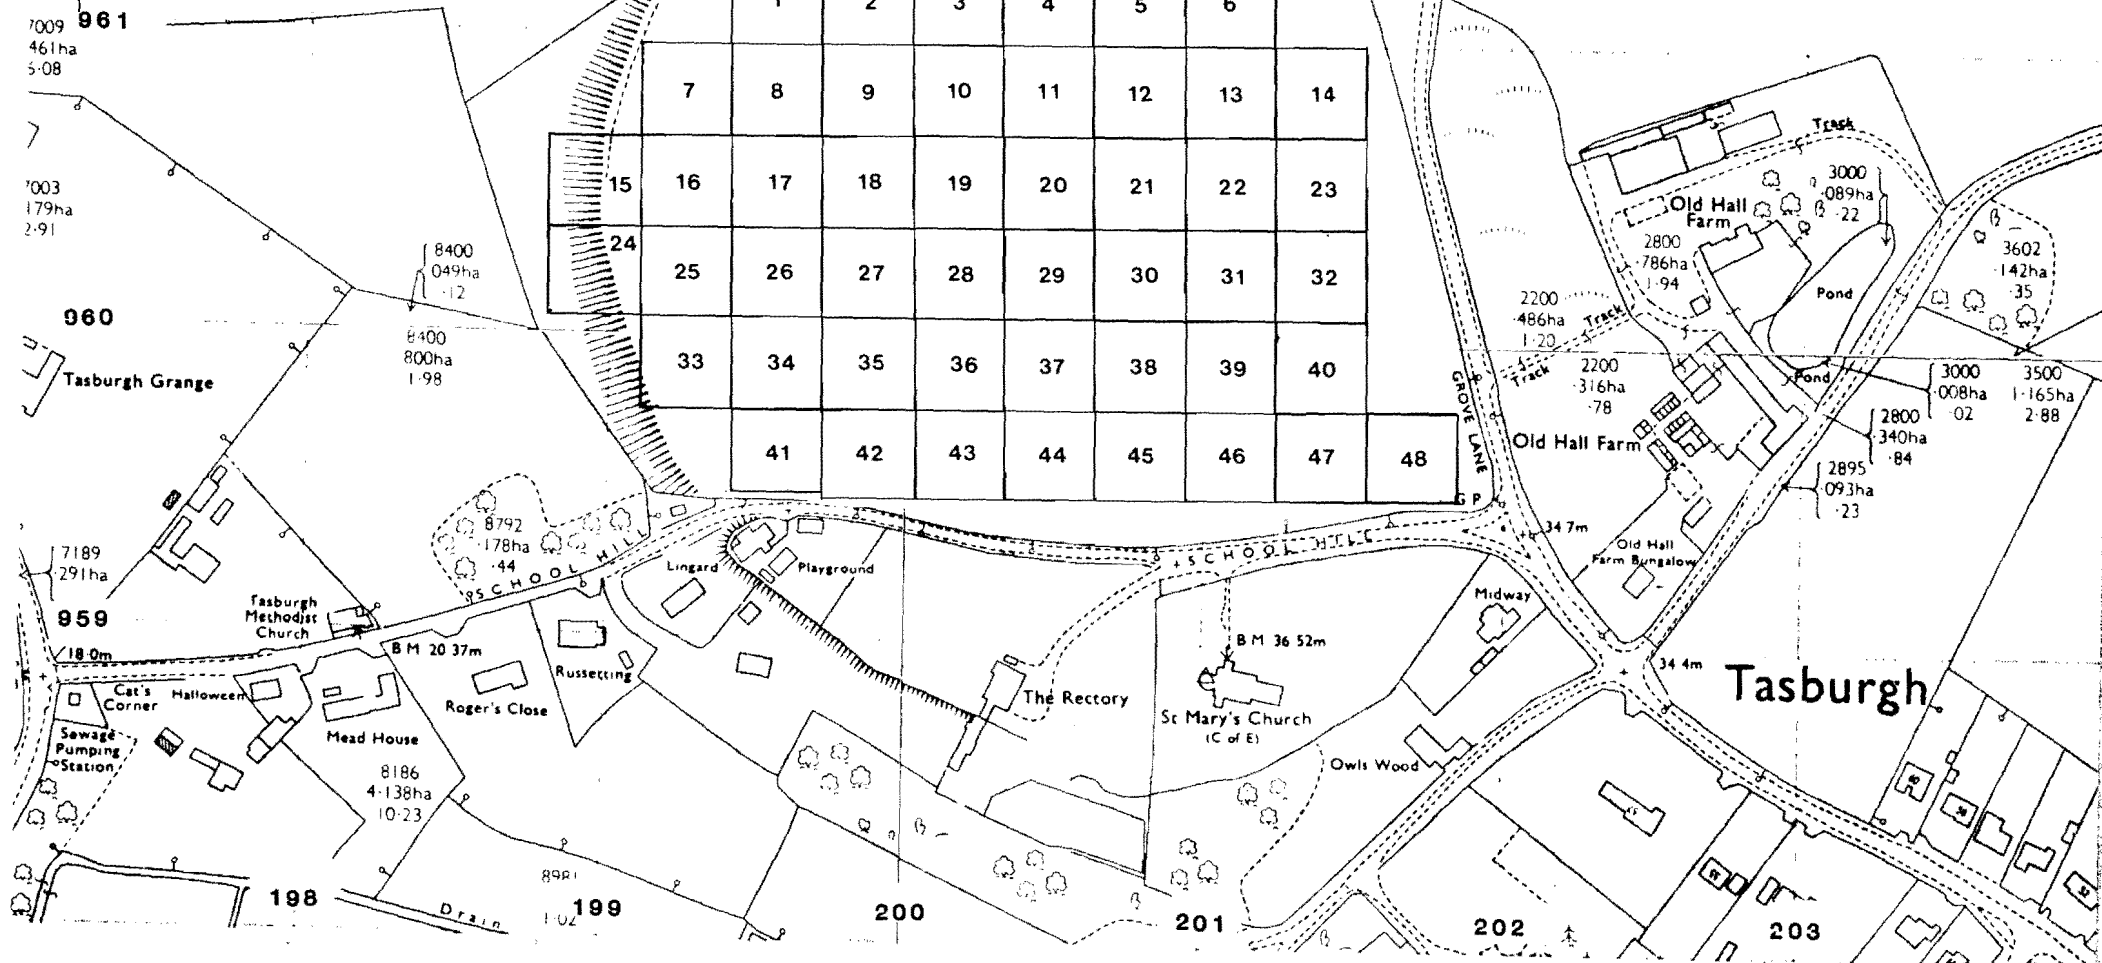 961
7009
461ha
6·08
1
2
3
4
5
6
7
8
9
10
11
12
13
14
15
16
17
18
19
20
21
22
23
24
25
26
27
28
29
30
31
32
33
34
35
36
37
38
39
40
41
42
43
44
45
46
47
48
7003
179ha
2·91
8400
049ha
·12
960
8400
800ha
1·98
Tasburgh Grange
Track
3000
·089ha
·22
Old Hall
Farm
2800
·786ha
1·94
Pond
3602
·142ha
·35
2200
·486ha
1·20
Track
Track
2200
·316ha
·78
Pond
3000
·008ha
·02
3500
1·165ha
2·88
2800
·340ha
·84
2895
·093ha
·23
GROVE LANE
Old Hall Farm
G P
34·7m
Old Hall
Farm Bungalow
8792
·178ha
·44
SCHOOL HILL
SCHOOL HILL
Lingard
Playground
7189
·291ha
959
18·0m
Tasburgh
Methodist
Church
B M 20·37m
Cat's
Corner
Halloween
Sewage
Pumping
Station
Mead House
8186
4·138ha
10·23
Roger's Close
Russetting
The Rectory
B M 36·52m
St Mary's Church
(C of E)
Midway
34·4m
Owls Wood
Tasburgh
8981
1·02
Drain
198
199
200
201
202
203